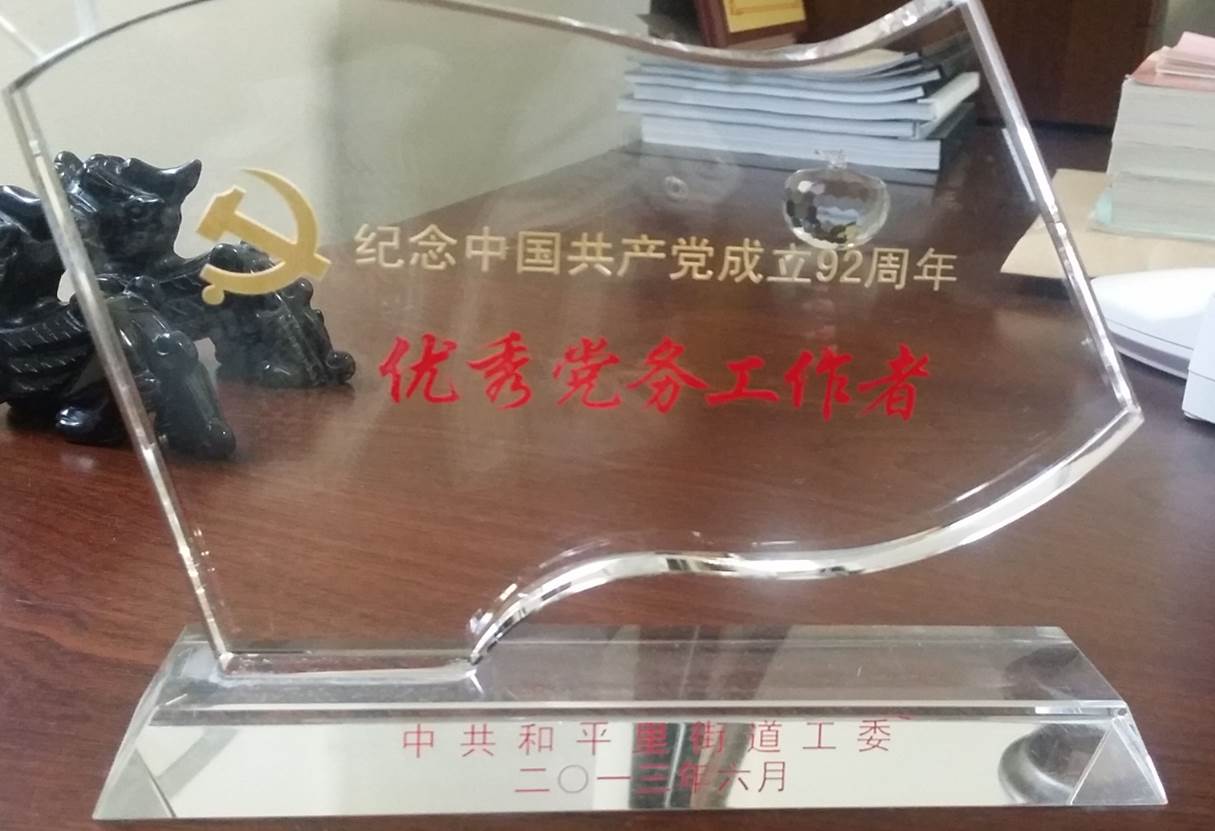 纪念中国共产党成立92周年
优秀党务工作者
中共和平里街道工委
二〇一三年六月